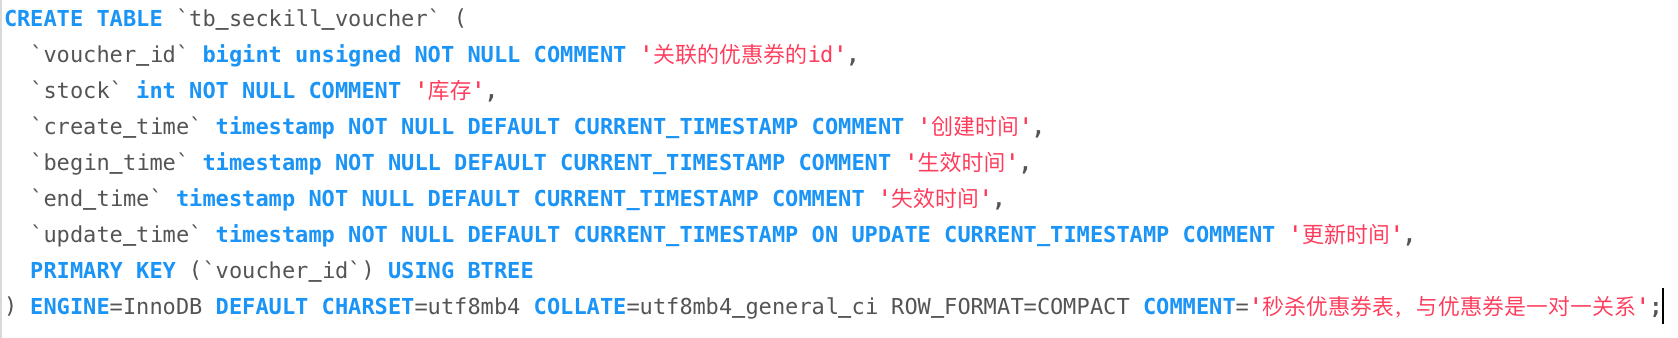 CREATE TABLE `tb_seckill_voucher` (
  `voucher_id` bigint unsigned NOT NULL COMMENT '关联的优惠券的id',
  `stock` int NOT NULL COMMENT '库存',
  `create_time` timestamp NOT NULL DEFAULT CURRENT_TIMESTAMP COMMENT '创建时间',
  `begin_time` timestamp NOT NULL DEFAULT CURRENT_TIMESTAMP COMMENT '生效时间',
  `end_time` timestamp NOT NULL DEFAULT CURRENT_TIMESTAMP COMMENT '失效时间',
  `update_time` timestamp NOT NULL DEFAULT CURRENT_TIMESTAMP ON UPDATE CURRENT_TIMESTAMP COMMENT '更新时间',
  PRIMARY KEY (`voucher_id`) USING BTREE
) ENGINE=InnoDB DEFAULT CHARSET=utf8mb4 COLLATE=utf8mb4_general_ci ROW_FORMAT=COMPACT COMMENT='秒杀优惠券表，与优惠券是一对一关系';